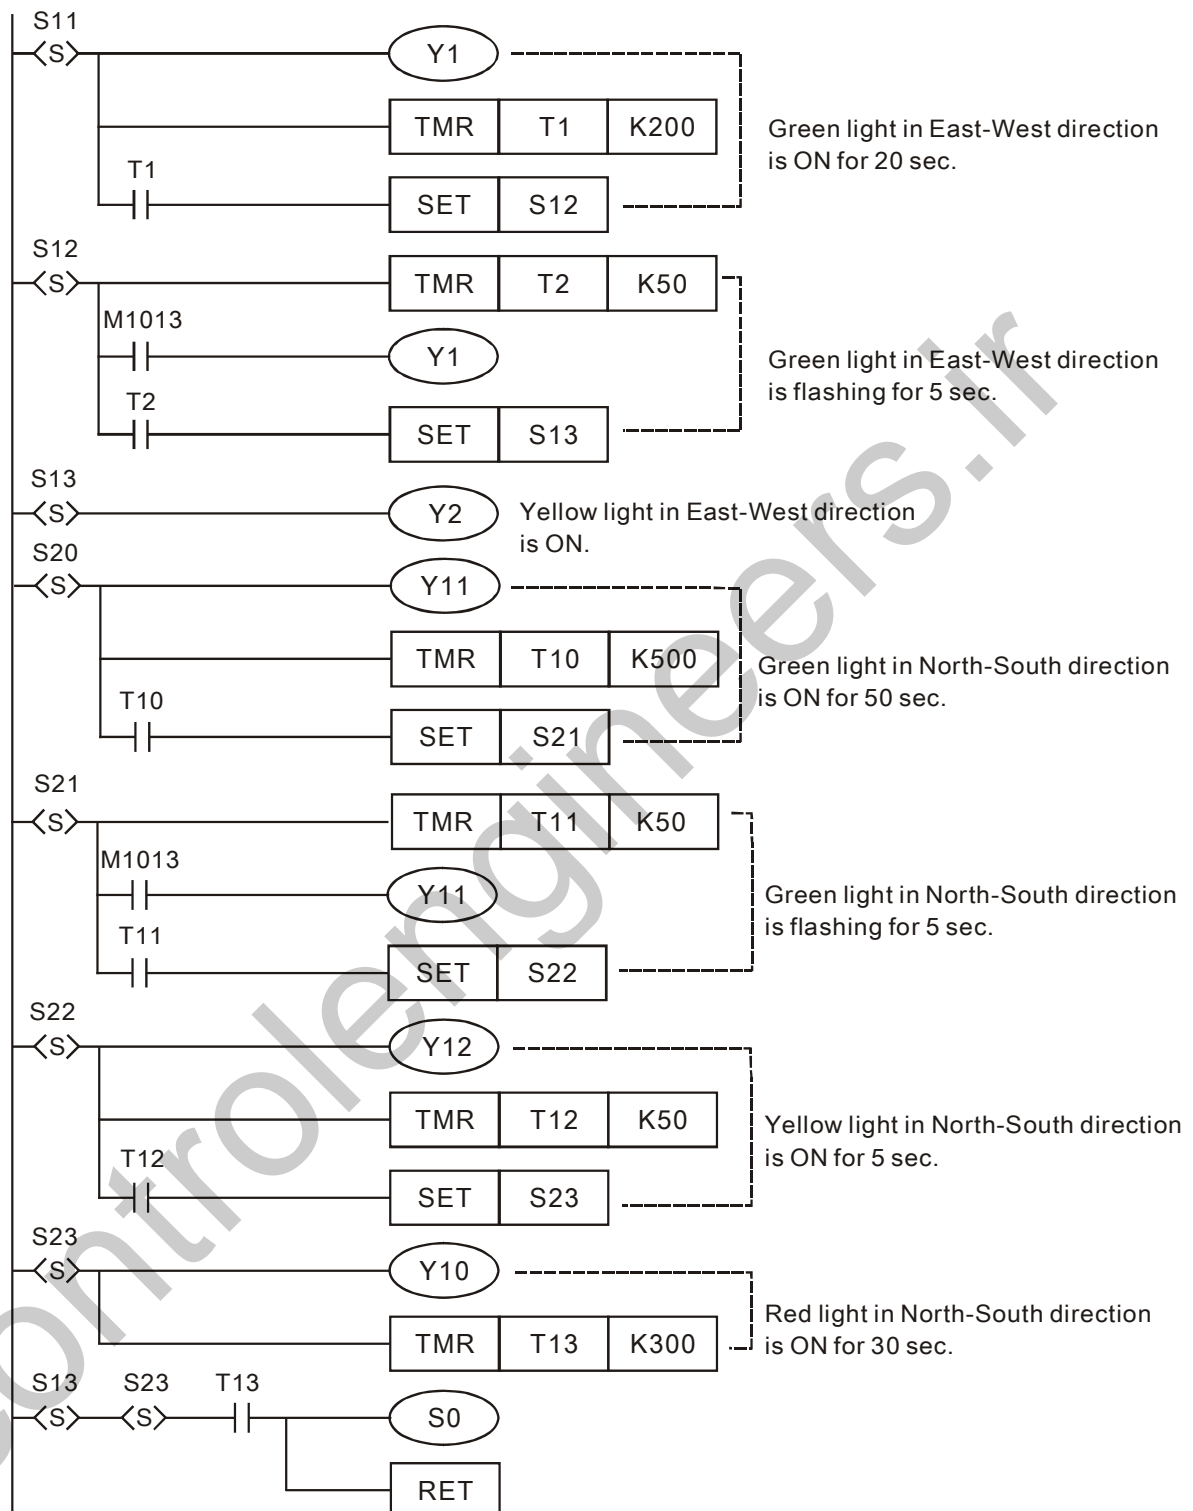 S11
S
Y1
TMR T1 K200
Green light in East-West direction
is ON for 20 sec.
T1
SET S12
S12
S
TMR T2 K50
M1013
Y1
Green light in East-West direction
is flashing for 5 sec.
T2
SET S13
S13
S
Y2
Yellow light in East-West direction
is ON.
S20
S
Y11
TMR T10 K500
Green light in North-South direction
is ON for 50 sec.
T10
SET S21
S21
S
TMR T11 K50
M1013
Y11
Green light in North-South direction
is flashing for 5 sec.
T11
SET S22
S22
S
Y12
TMR T12 K50
Yellow light in North-South direction
is ON for 5 sec.
T12
SET S23
S23
S
Y10
Red light in North-South direction
is ON for 30 sec.
TMR T13 K300
S13 S23 T13
S S
S0
RET
controlengineers.ir